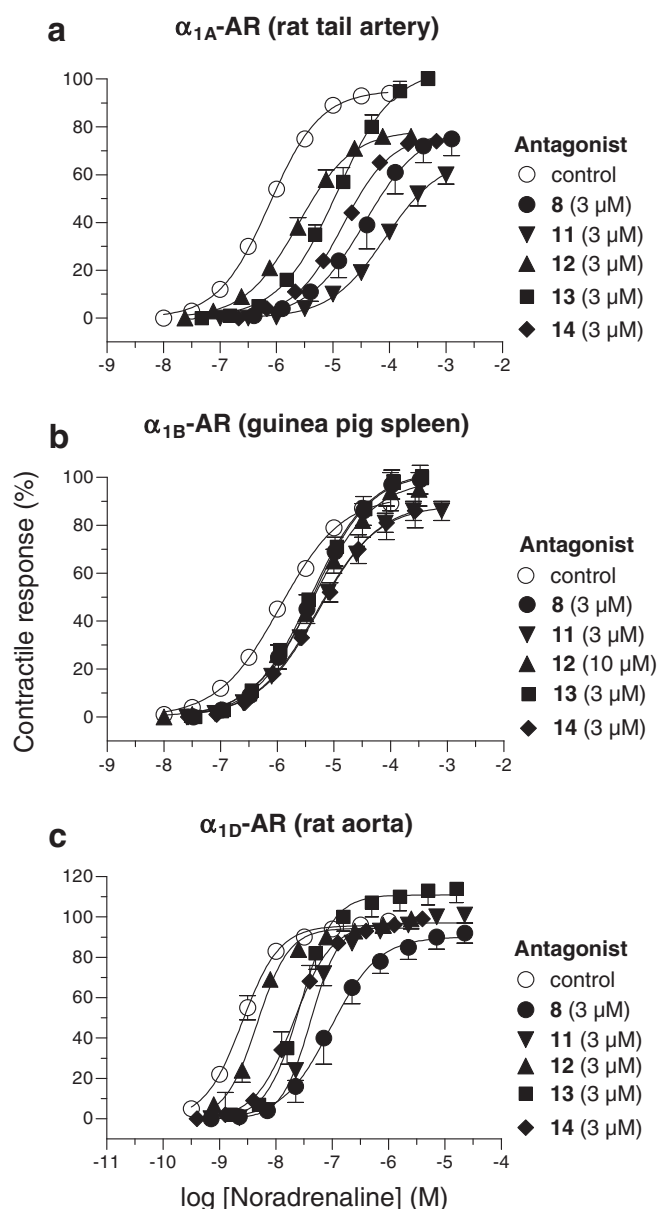 a
α1A-AR (rat tail artery)
100
80
60
40
20
0
-9 -8 -7 -6 -5 -4 -3 -2
Antagonist
control
8 (3 µM)
11 (3 µM)
12 (3 µM)
13 (3 µM)
14 (3 µM)
b
α1B-AR (guinea pig spleen)
Contractile response (%)
100
80
60
40
20
0
-9 -8 -7 -6 -5 -4 -3 -2
Antagonist
control
8 (3 µM)
11 (3 µM)
12 (10 µM)
13 (3 µM)
14 (3 µM)
c
α1D-AR (rat aorta)
120
100
80
60
40
20
0
-11 -10 -9 -8 -7 -6 -5 -4
log [Noradrenaline] (M)
Antagonist
control
8 (3 µM)
11 (3 µM)
12 (3 µM)
13 (3 µM)
14 (3 µM)